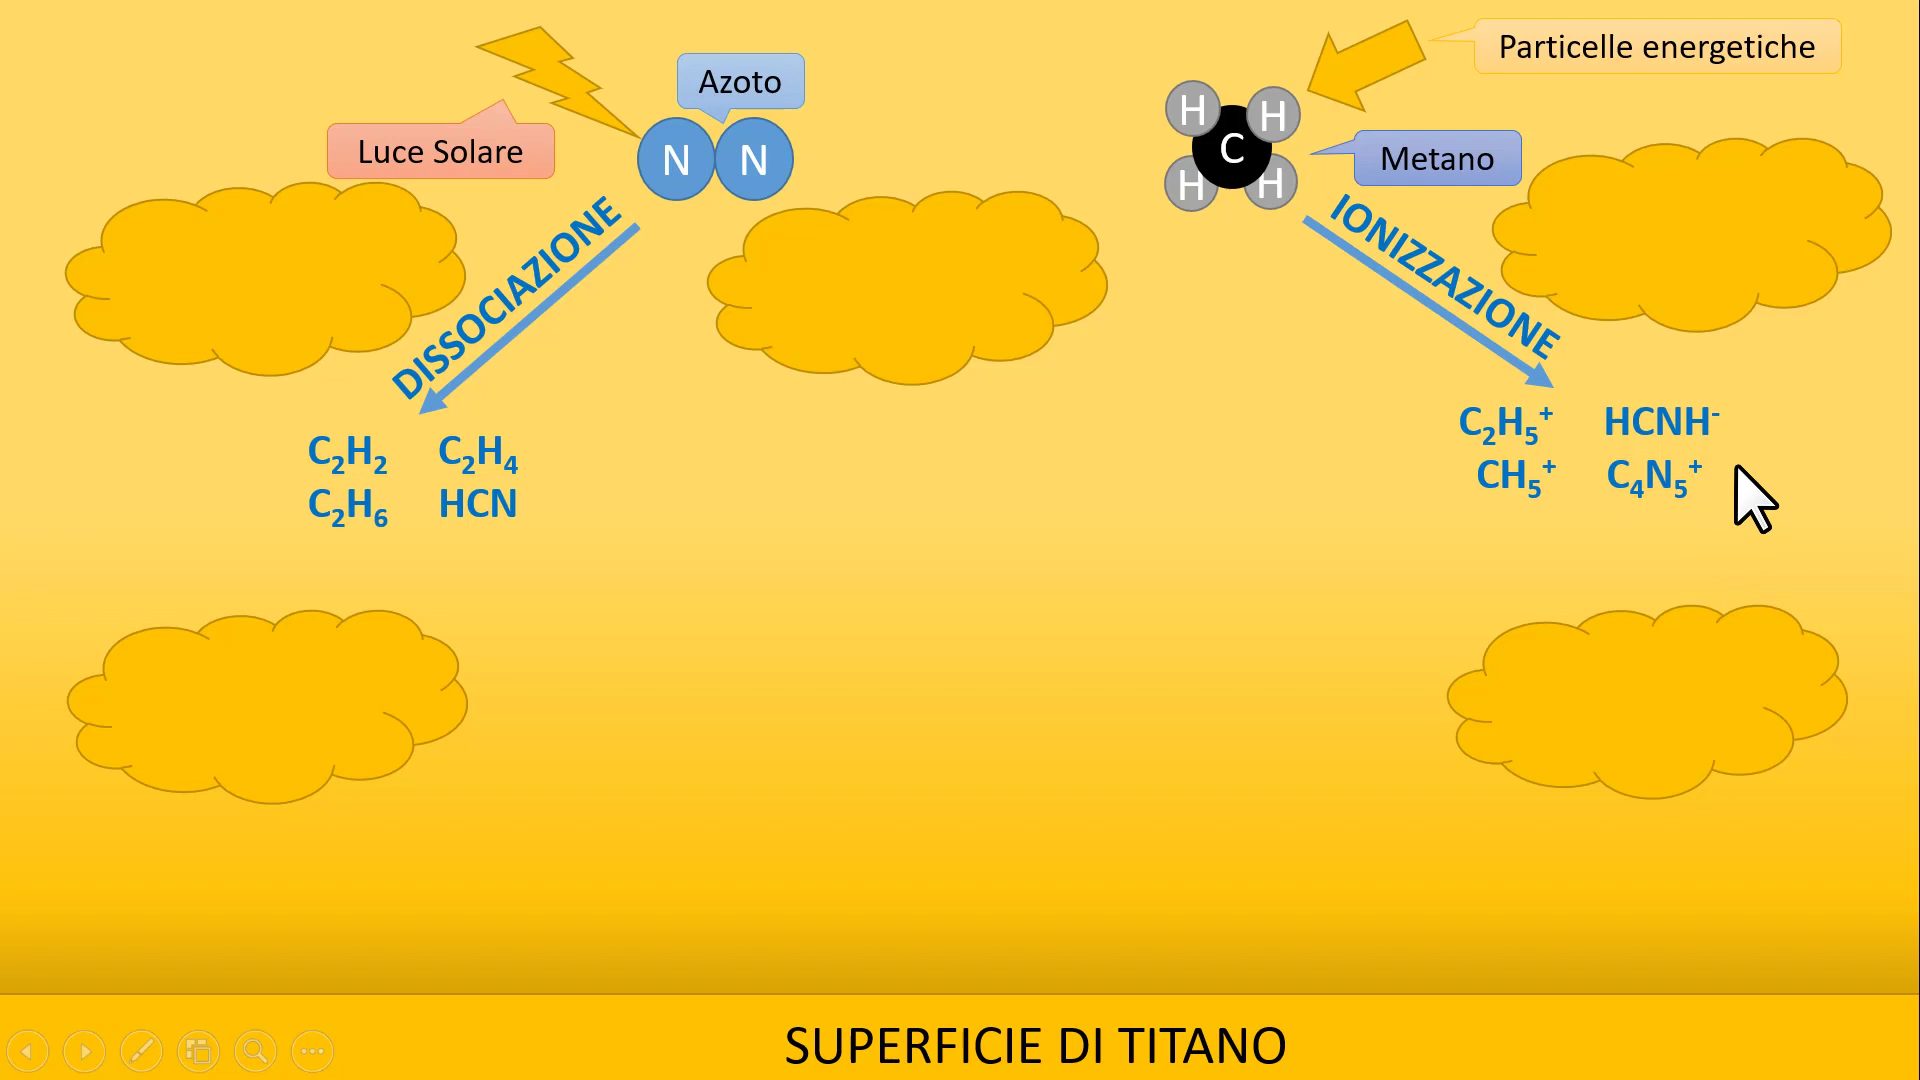 Particelle energetiche
Azoto
Luce Solare
N N
H H
C
H H
Metano
DISSOCIAZIONE
IONIZZAZIONE
C₂H₂ C₂H₄
C₂H₆ HCN
C₂H₅⁺ HCNH⁻
CH₅⁺ C₄N₅⁺
SUPERFICIE DI TITANO